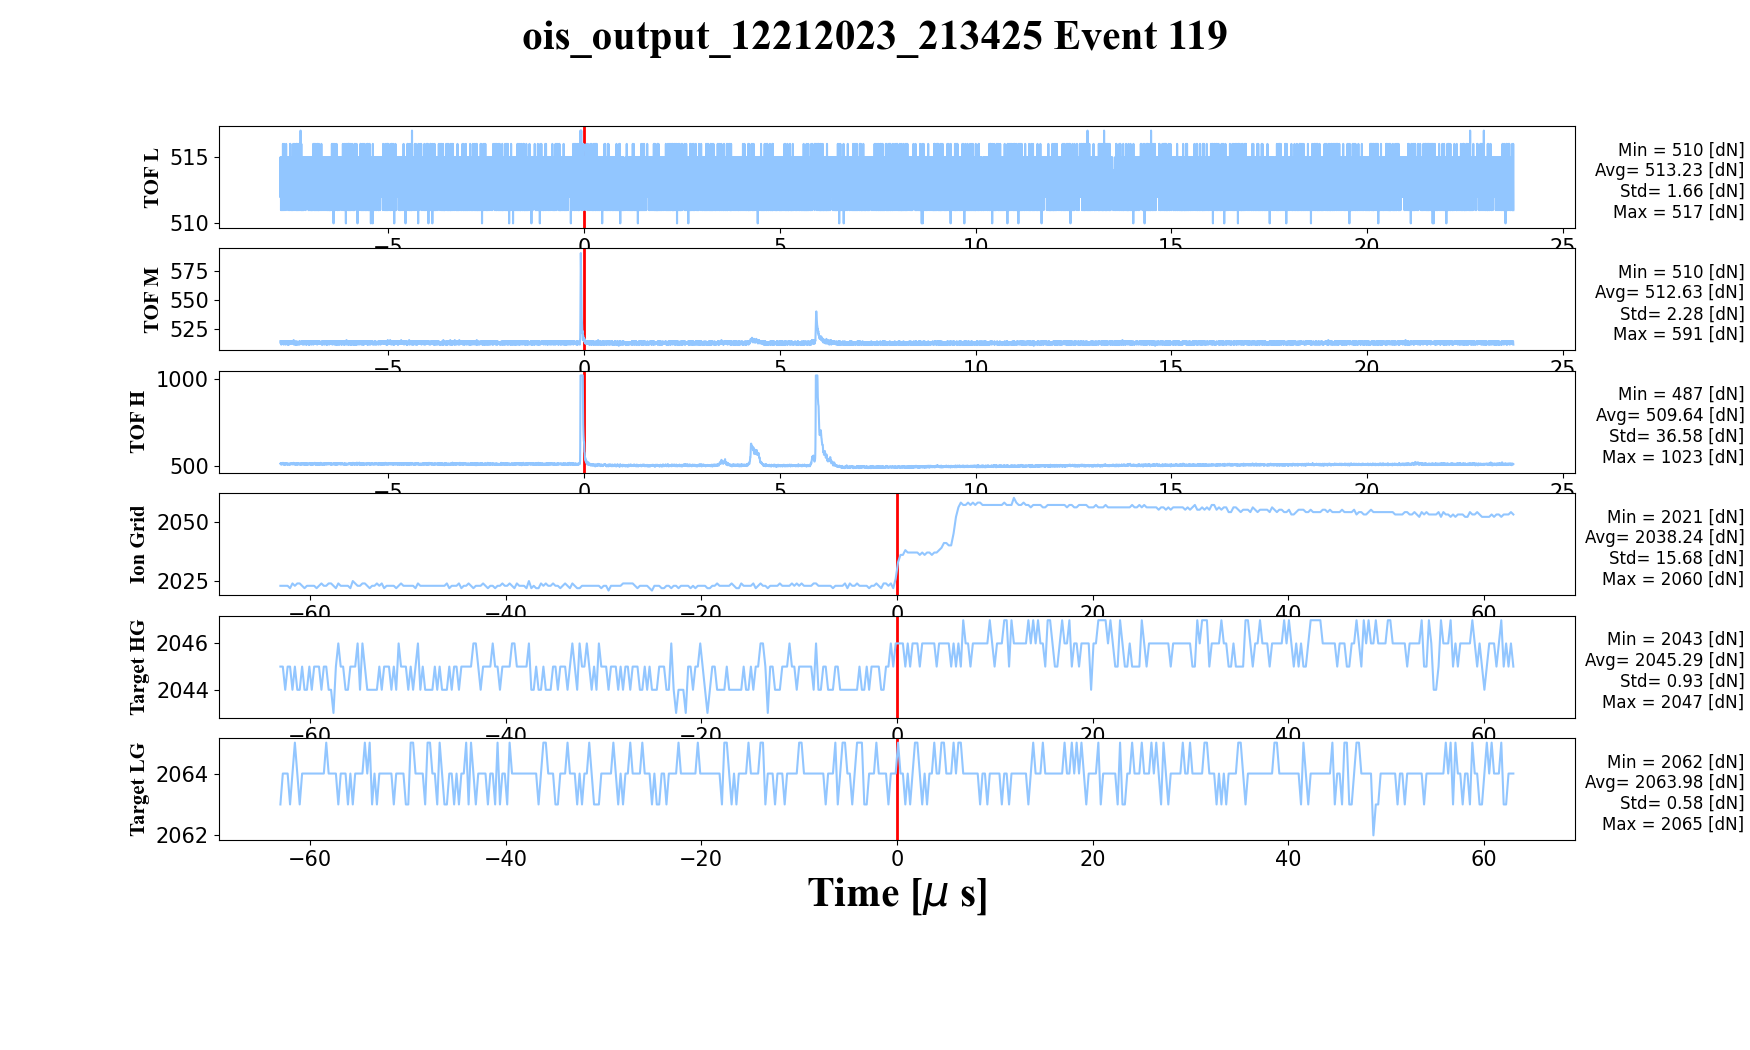 ois_output_12212023_213425 Event 119
TOF L
515
510
−5
0
5
10
15
20
25
Min = 510 [dN]
Avg= 513.23 [dN]
Std= 1.66 [dN]
Max = 517 [dN]
TOF M
575
550
525
−5
0
5
10
15
20
25
Min = 510 [dN]
Avg= 512.63 [dN]
Std= 2.28 [dN]
Max = 591 [dN]
TOF H
1000
500
−5
0
5
10
15
20
25
Min = 487 [dN]
Avg= 509.64 [dN]
Std= 36.58 [dN]
Max = 1023 [dN]
Ion Grid
2050
2025
−60
−40
−20
0
20
40
60
Min = 2021 [dN]
Avg= 2038.24 [dN]
Std= 15.68 [dN]
Max = 2060 [dN]
Target HG
2046
2044
−60
−40
−20
0
20
40
60
Min = 2043 [dN]
Avg= 2045.29 [dN]
Std= 0.93 [dN]
Max = 2047 [dN]
Target LG
2064
2062
−60
−40
−20
0
20
40
60
Min = 2062 [dN]
Avg= 2063.98 [dN]
Std= 0.58 [dN]
Max = 2065 [dN]
Time [μ s]